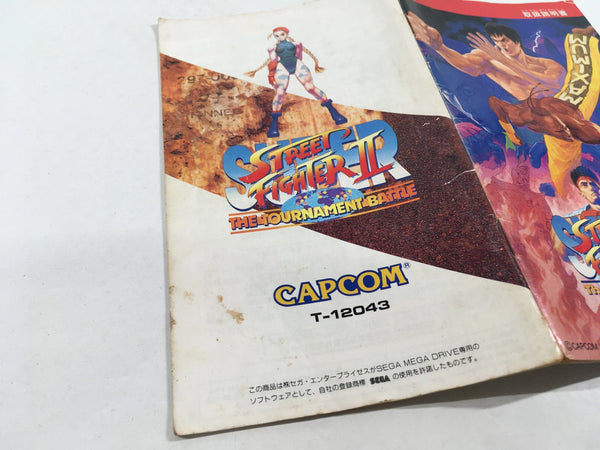 297,00
SUPER
STREET
FIGHTER II
THE TOURNAMENT BATTLE
CAPCOM®
T-12043
この商品は㈱セガ・エンタープライゼスがSEGA MEGA DRIVE専用の
ソフトウェアとして、自社の登録商標 SEGA の使用を許諾したものです。
取扱説明書
©CAPCOM